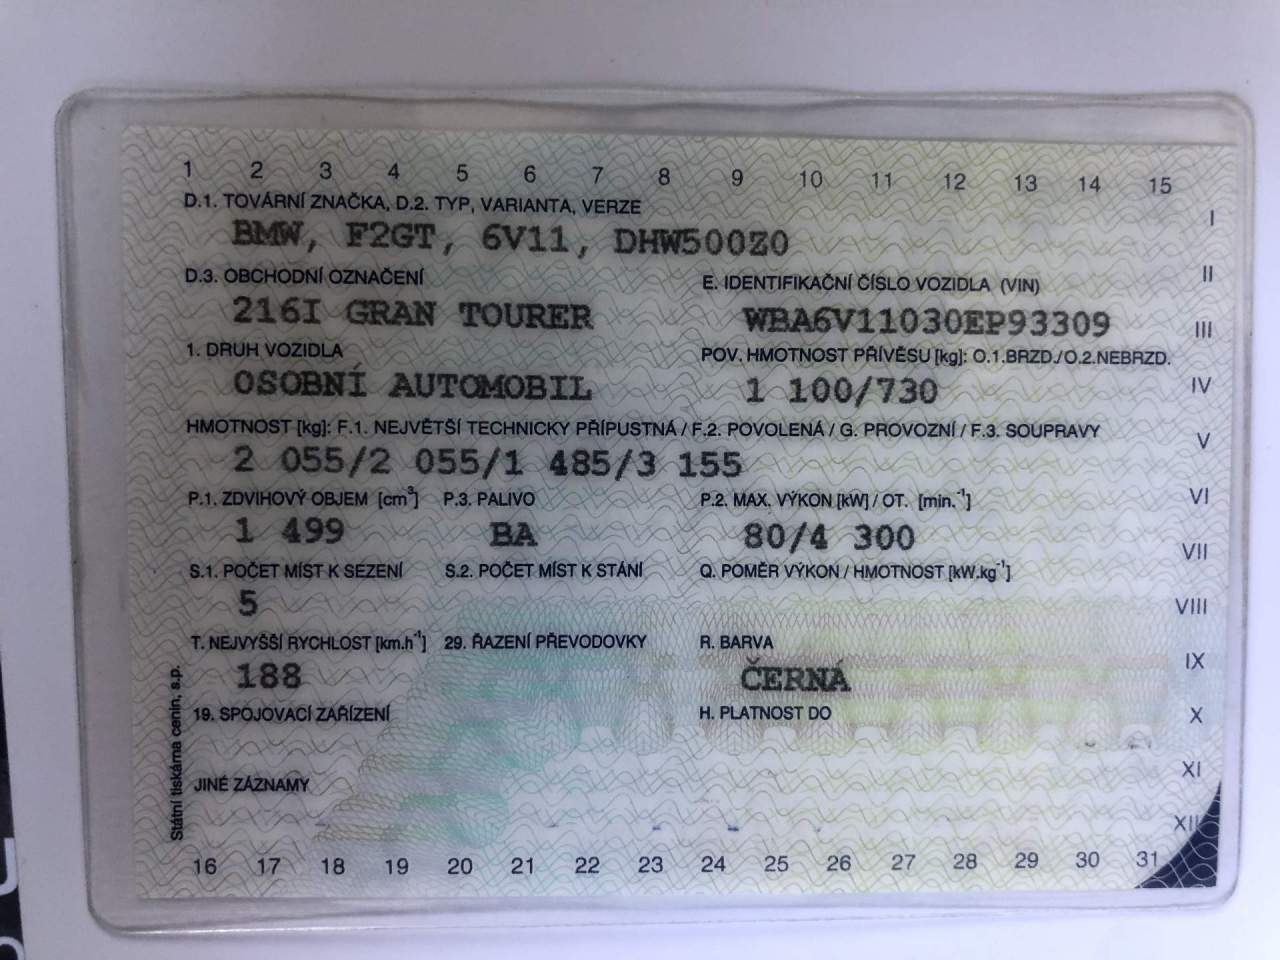 1 2 3 4 5 6 7 8 9 10 11 12 13 14 15
D.1. TOVÁRNÍ ZNAČKA, D.2. TYP, VARIANTA, VERZE
I
BMW, F2GT, 6V11, DHW500Z0
D.3. OBCHODNÍ OZNAČENÍ E. IDENTIFIKAČNÍ ČÍSLO VOZIDLA (VIN)
II
216I GRAN TOURER WBA6V11030EP93309
III
1. DRUH VOZIDLA POV. HMOTNOST PŘÍVĚSU [kg]: O.1.BRZD./O.2.NEBRZD.
OSOBNÍ AUTOMOBIL 1 100/730
IV
HMOTNOST [kg]: F.1. NEJVĚTŠÍ TECHNICKY PŘÍPUSTNÁ / F.2. POVOLENÁ / G. PROVOZNÍ / F.3. SOUPRAVY
V
2 055/2 055/1 485/3 155
P.1. ZDVIHOVÝ OBJEM [cm³] P.3. PALIVO P.2. MAX. VÝKON [kW] / OT. [min.⁻¹]
VI
1 499 BA 80/4 300
VII
S.1. POČET MÍST K SEZENÍ S.2. POČET MÍST K STÁNÍ Q. POMĚR VÝKON / HMOTNOST [kW.kg⁻¹]
5
VIII
T. NEJVYŠŠÍ RYCHLOST [km.h⁻¹] 29. ŘAZENÍ PŘEVODOVKY R. BARVA
IX
188 ČERNÁ
19. SPOJOVACÍ ZAŘÍZENÍ H. PLATNOST DO
X
XI
JINÉ ZÁZNAMY
XII
16 17 18 19 20 21 22 23 24 25 26 27 28 29 30 31
Státní tiskárna cenin, s.p.